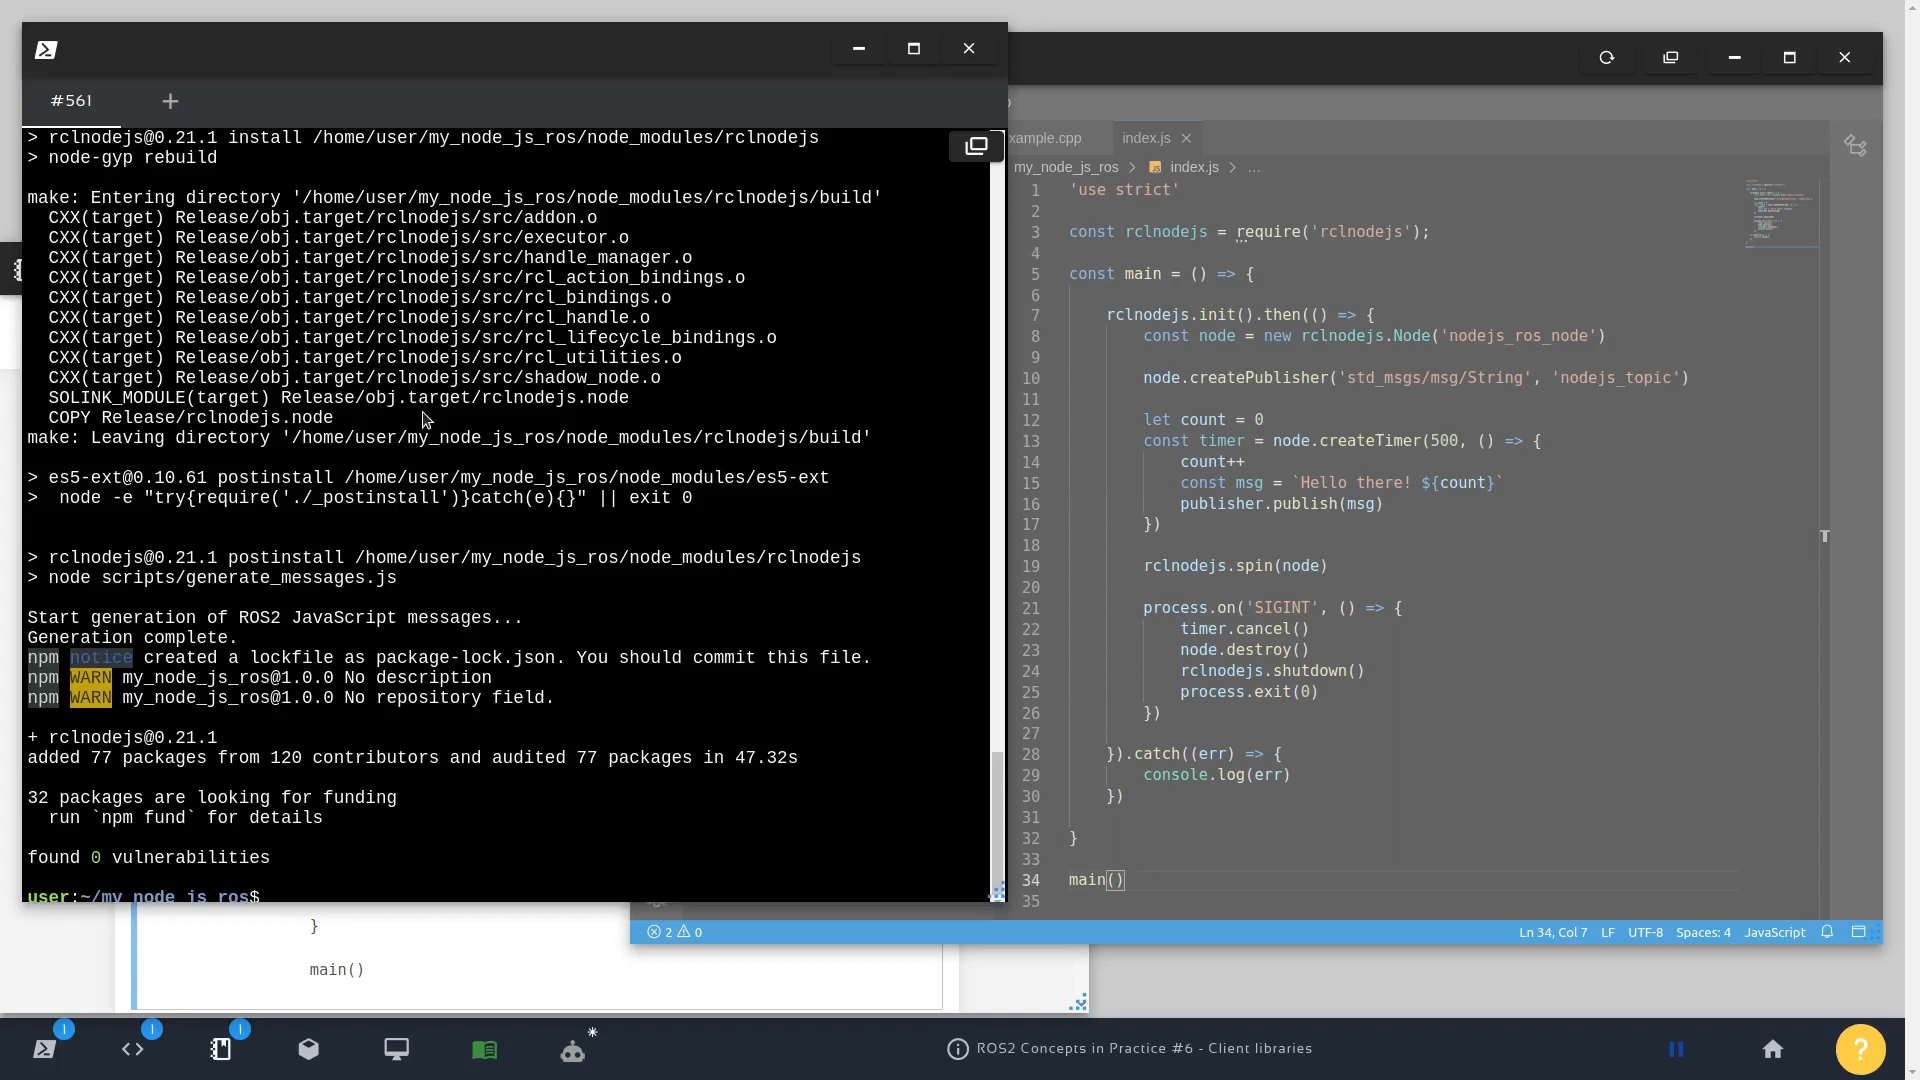 #561
> rclnodejs@0.21.1 install /home/user/my_node_js_ros/node_modules/rclnodejs
> node-gyp rebuild
make: Entering directory '/home/user/my_node_js_ros/node_modules/rclnodejs/build'
  CXX(target) Release/obj.target/rclnodejs/src/addon.o
  CXX(target) Release/obj.target/rclnodejs/src/executor.o
  CXX(target) Release/obj.target/rclnodejs/src/handle_manager.o
  CXX(target) Release/obj.target/rclnodejs/src/rcl_action_bindings.o
  CXX(target) Release/obj.target/rclnodejs/src/rcl_bindings.o
  CXX(target) Release/obj.target/rclnodejs/src/rcl_handle.o
  CXX(target) Release/obj.target/rclnodejs/src/rcl_lifecycle_bindings.o
  CXX(target) Release/obj.target/rclnodejs/src/rcl_utilities.o
  CXX(target) Release/obj.target/rclnodejs/src/shadow_node.o
  SOLINK_MODULE(target) Release/obj.target/rclnodejs.node
  COPY Release/rclnodejs.node
make: Leaving directory '/home/user/my_node_js_ros/node_modules/rclnodejs/build'
> es5-ext@0.10.61 postinstall /home/user/my_node_js_ros/node_modules/es5-ext
>  node -e "try{require('./_postinstall')}catch(e){}" || exit 0
> rclnodejs@0.21.1 postinstall /home/user/my_node_js_ros/node_modules/rclnodejs
> node scripts/generate_messages.js
Start generation of ROS2 JavaScript messages...
Generation complete.
npm notice created a lockfile as package-lock.json. You should commit this file.
npm WARN my_node_js_ros@1.0.0 No description
npm WARN my_node_js_ros@1.0.0 No repository field.
+ rclnodejs@0.21.1
added 77 packages from 120 contributors and audited 77 packages in 47.32s
32 packages are looking for funding
  run `npm fund` for details
found 0 vulnerabilities
user:~/my_node_js_ros$
xample.cpp index.js
my_node_js_ros > JS index.js > ...
1 'use strict'
2
3 const rclnodejs = require('rclnodejs');
4
5 const main = () => {
6
7     rclnodejs.init().then(() => {
8         const node = new rclnodejs.Node('nodejs_ros_node')
9
10         node.createPublisher('std_msgs/msg/String', 'nodejs_topic')
11
12         let count = 0
13         const timer = node.createTimer(500, () => {
14             count++
15             const msg = `Hello there! ${count}`
16             publisher.publish(msg)
17         })
18
19         rclnodejs.spin(node)
20
21         process.on('SIGINT', () => {
22             timer.cancel()
23             node.destroy()
24             rclnodejs.shutdown()
25             process.exit(0)
26         })
27
28     }).catch((err) => {
29         console.log(err)
30     })
31
32 }
33
34 main()
35
2 0 Ln 34, Col 7 LF UTF-8 Spaces: 4 JavaScript
}
main()
1 1 1
ROS2 Concepts in Practice #6 - Client libraries
?